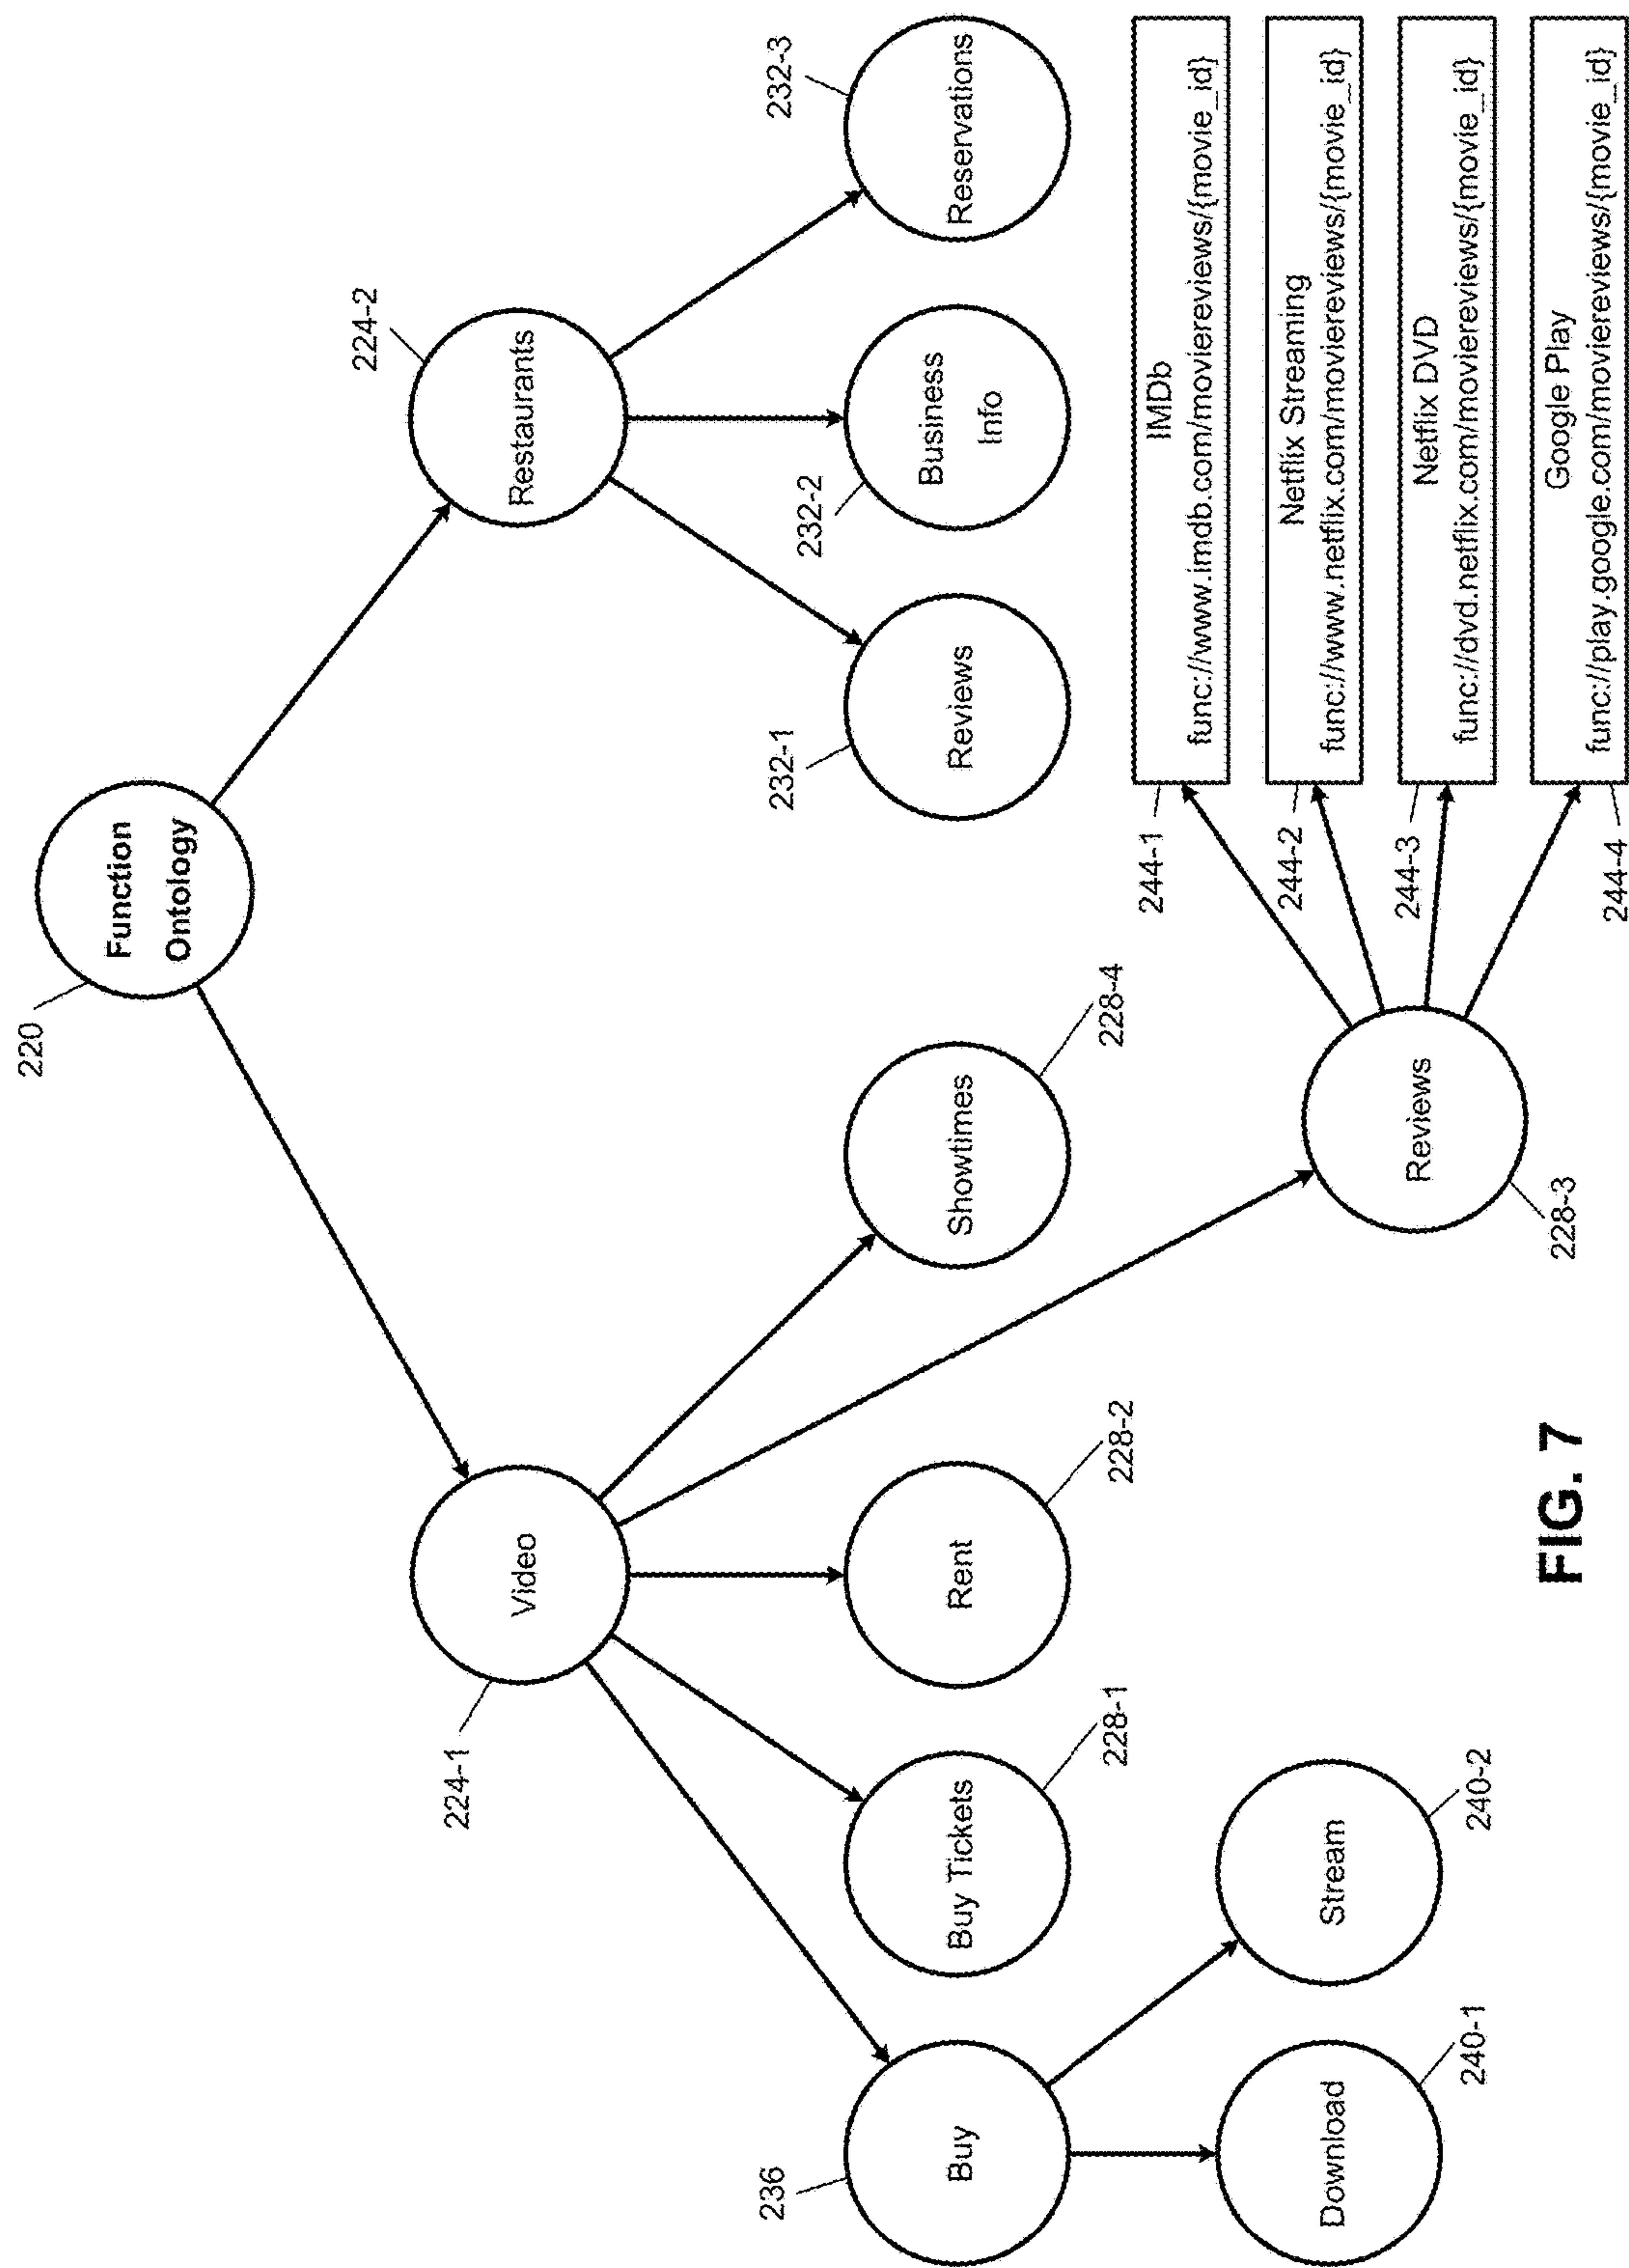 220
Function
Ontology
224-1
Video
224-2
Restaurants
236
Buy
Buy Tickets
228-1
Rent
228-2
Showtimes
228-4
232-1
Reviews
232-2
Business
Info
232-3
Reservations
Download
240-1
Stream
240-2
Reviews
228-3
244-1
IMDb
func://www.imdb.com/moviereviews/{movie_id}
244-2
Netflix Streaming
func://www.netflix.com/moviereviews/{movie_id}
244-3
Netflix DVD
func://dvd.netflix.com/moviereviews/{movie_id}
244-4
Google Play
func://play.google.com/moviereviews/{movie_id}
FIG. 7